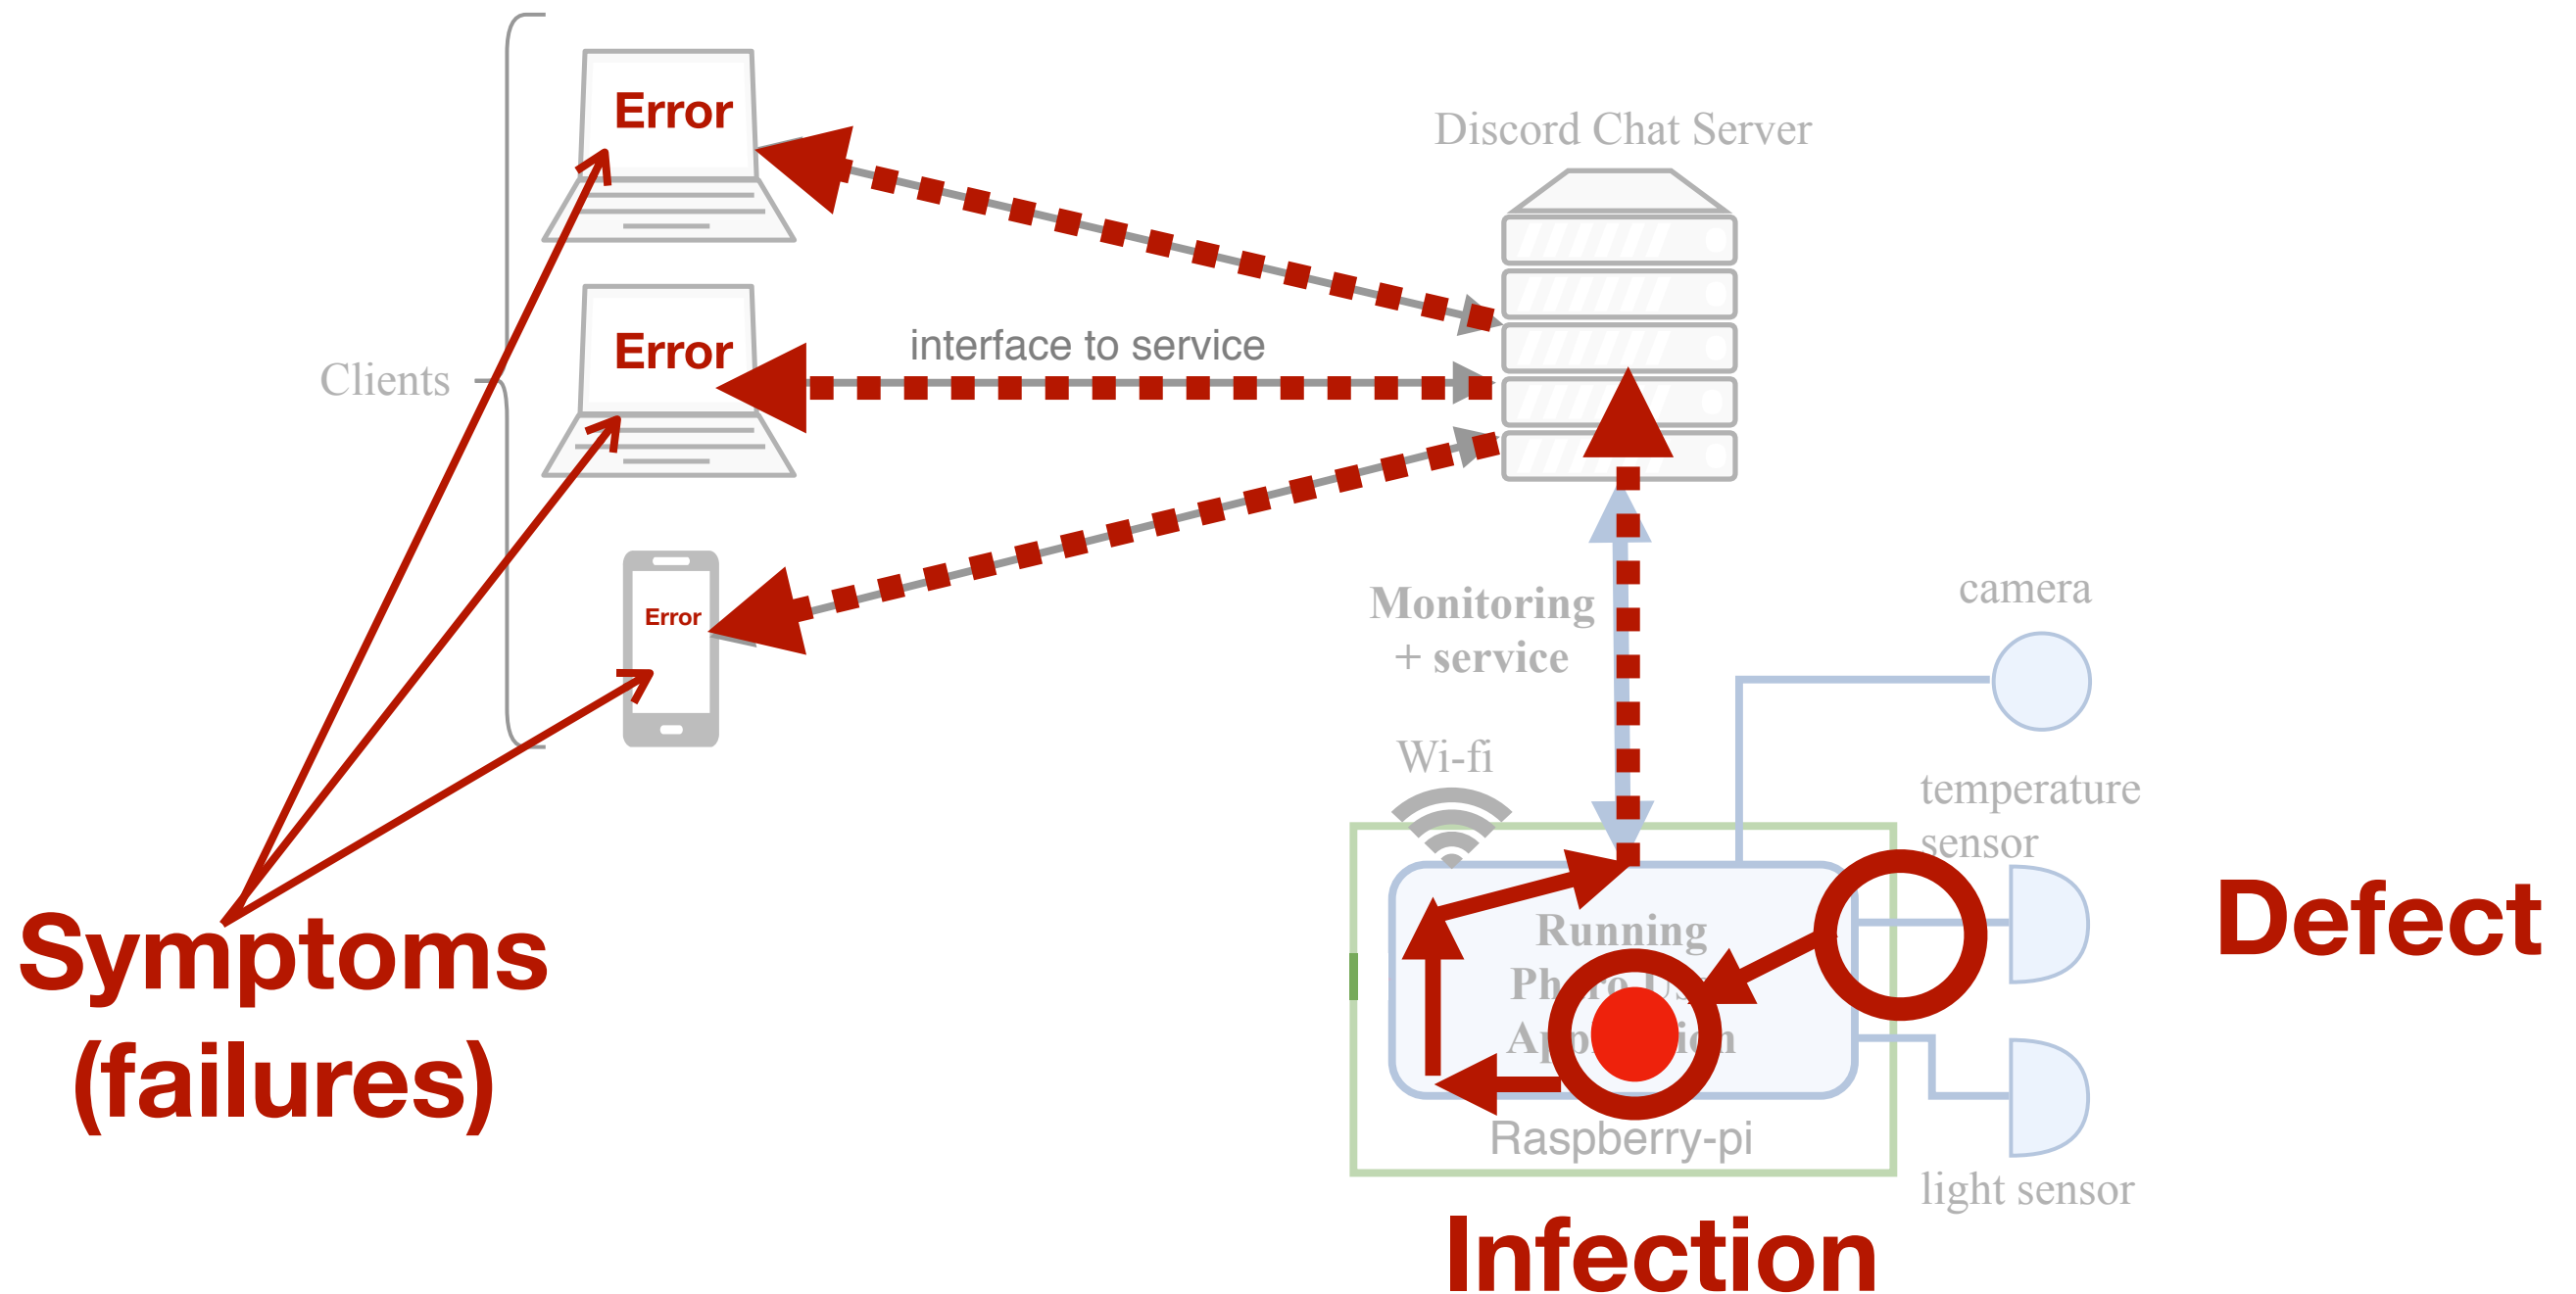 Error
Discord Chat Server
Error
interface to service
Clients
Error
Monitoring
+ service
camera
Wi-fi
temperature
sensor
Running
Defect
Symptoms
(failures)
Raspberry-pi
light sensor
Infection